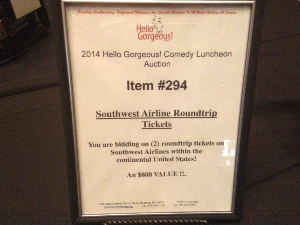 Hello
Gorgeous!
2014 Hello Gorgeous! Comedy Luncheon
Auction
Item #294
Southwest Airline Roundtrip
Tickets
You are bidding on (2) roundtrip tickets on
Southwest Airlines within the
continental United States!
An $800 VALUE !!.